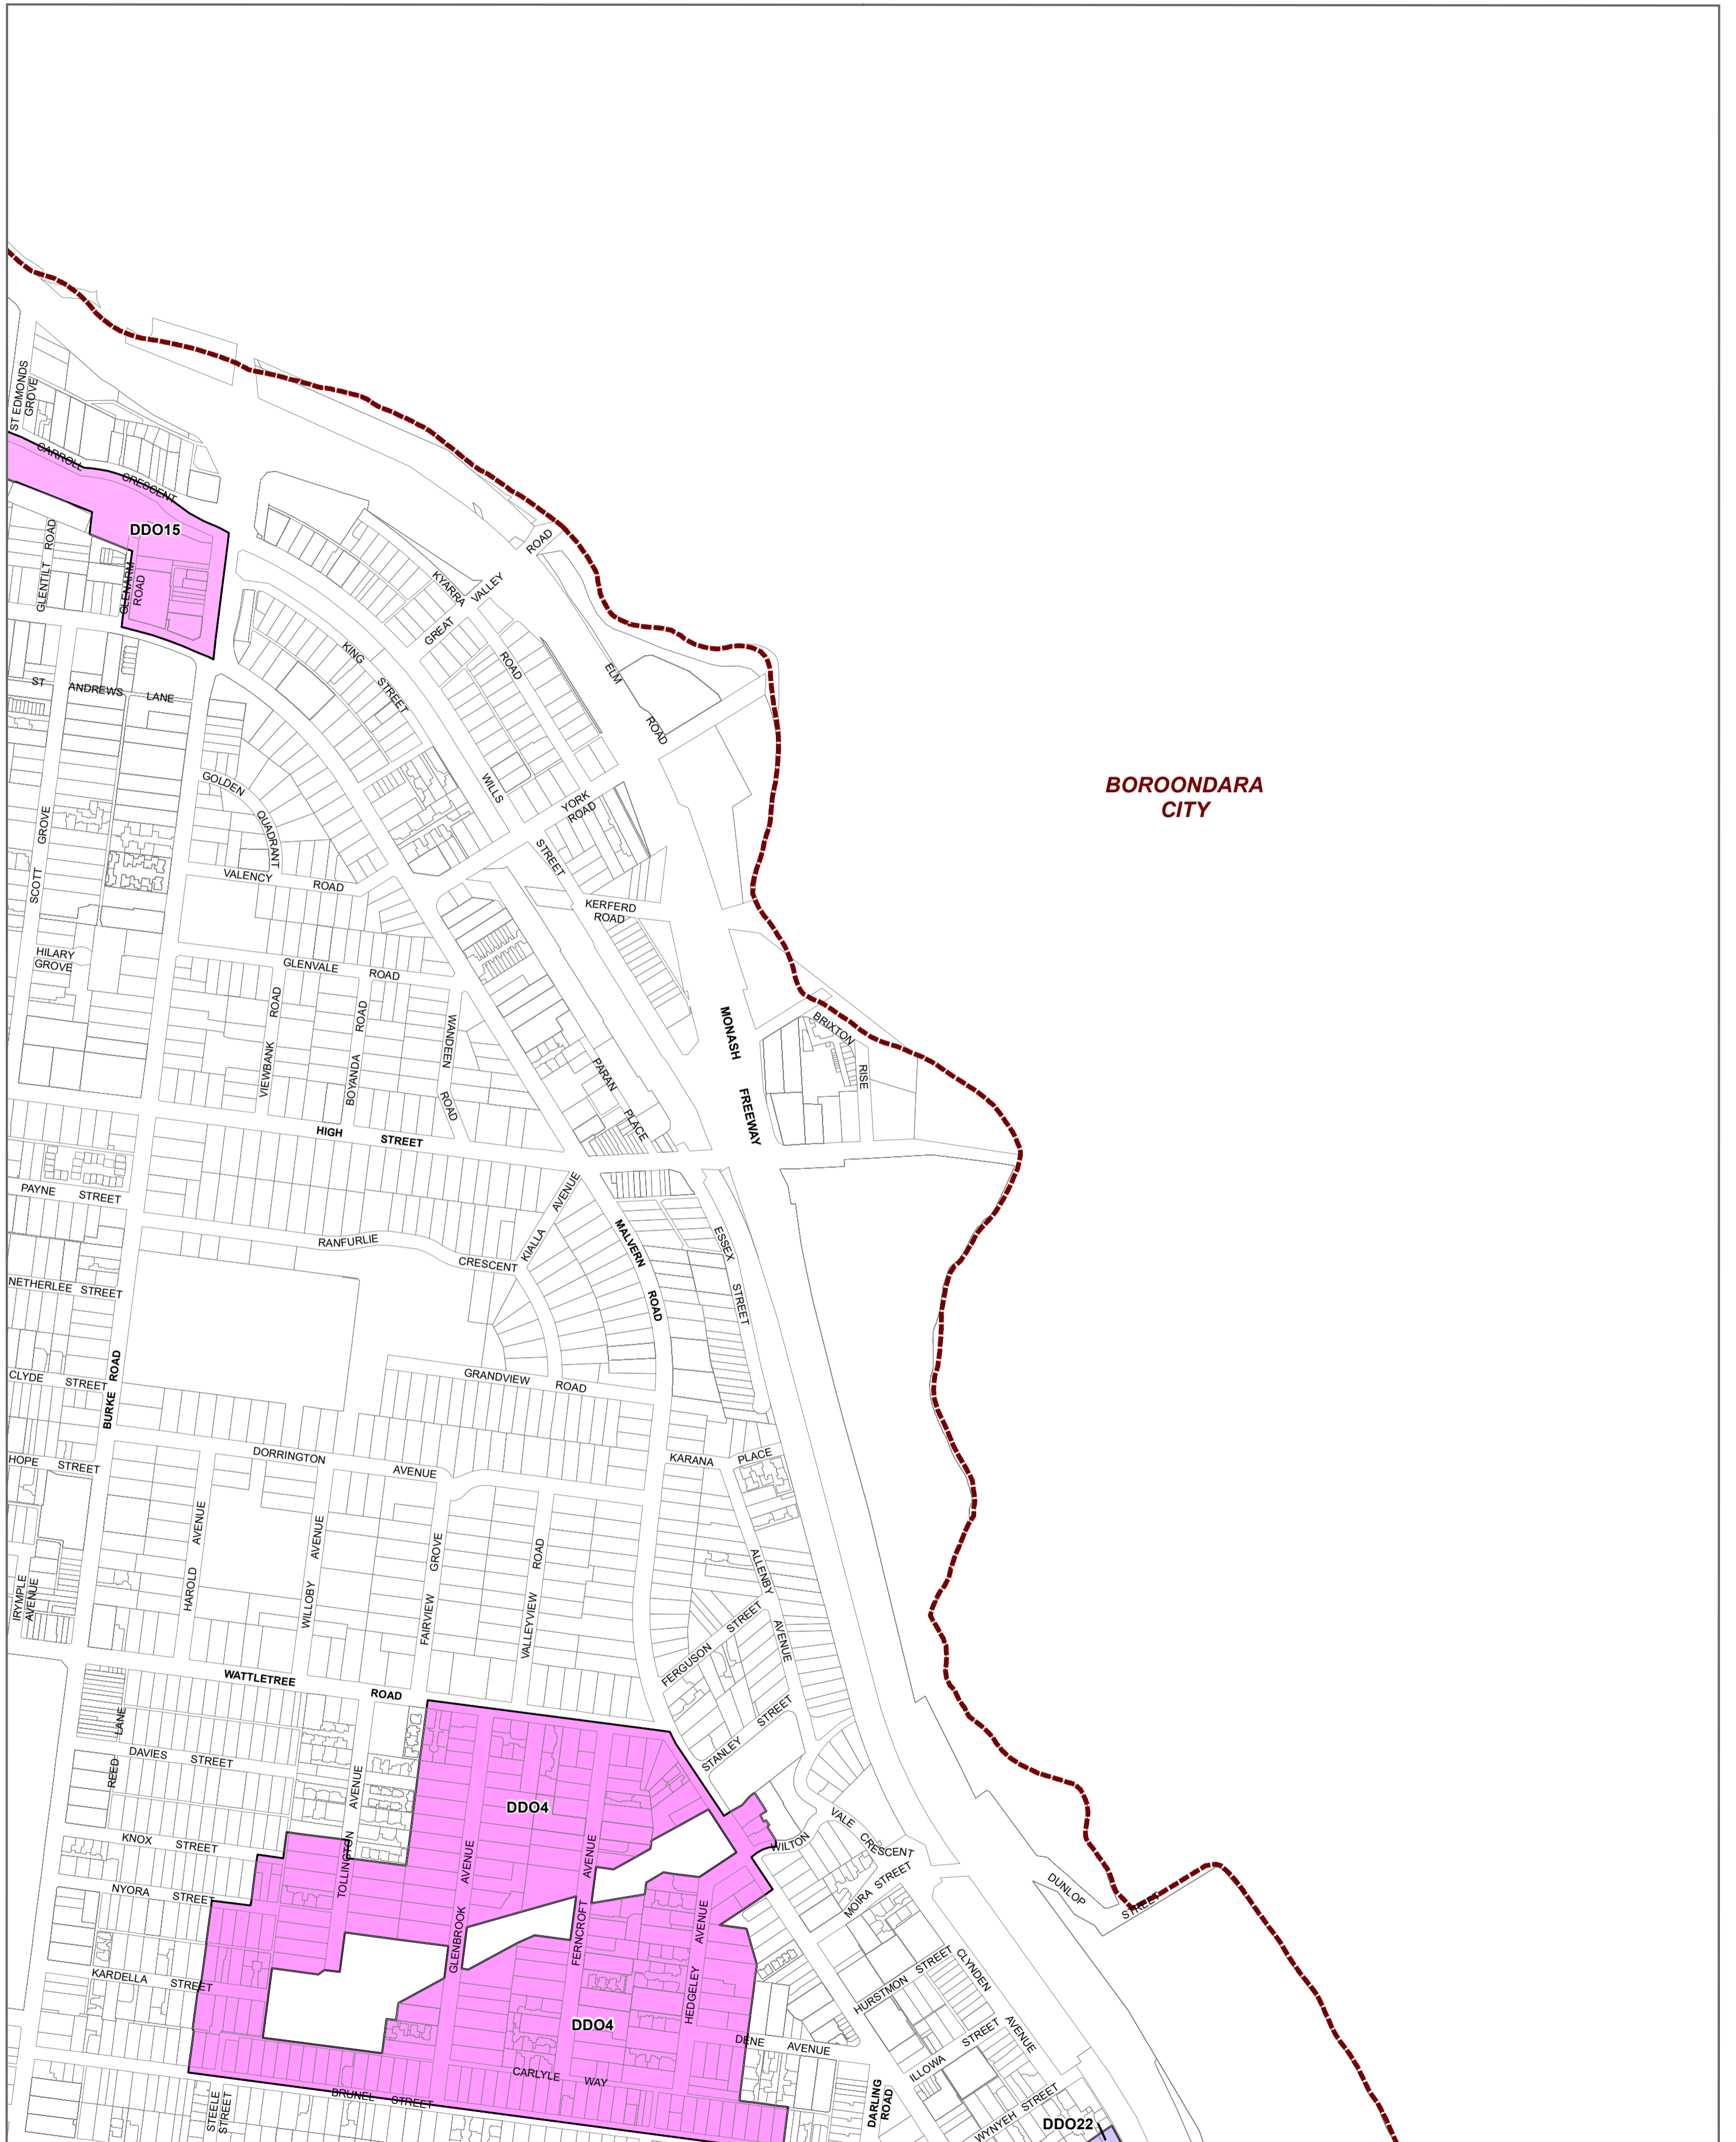 ST EDMONDS
GROVE
CARROLL
CRESCENT
DDO15
GLENTILT
ROAD
GLENARM
ROAD
ROAD
KYARRA
VALLEY
GREAT
ROAD
KING
STREET
ELM
ROAD
ST
ANDREWS
LANE
GOLDEN
QUADRANT
WILLS
STREET
YORK
ROAD
BOROONDARA
CITY
SCOTT
GROVE
VALENCY
ROAD
KERFERD
ROAD
HILARY
GROVE
GLENVALE
ROAD
VIEWBANK
ROAD
BOYANDA
ROAD
WANDEEN
ROAD
MONASH
FREEWAY
BRIXTON
RISE
PARAN
PLACE
HIGH
STREET
PAYNE
STREET
RANFURLIE
CRESCENT
KIALLA
AVENUE
MALVERN
ROAD
ESSEX
STREET
NETHERLEE
STREET
CLYDE
STREET
BURKE
ROAD
GRANDVIEW
ROAD
HOPE
STREET
DORRINGTON
AVENUE
KARANA
PLACE
IRYMPLE
AVENUE
HAROLD
AVENUE
WILLOBY
AVENUE
FAIRVIEW
GROVE
VALLEYVIEW
ROAD
ALLENBY
AVENUE
FERGUSON
STREET
WATTLETREE
ROAD
STANLEY
STREET
REED
LANE
DAVIES
STREET
TOLLINGTON
AVENUE
DDO4
KNOX
STREET
WILTON
VALE
CRESCENT
GLENBROOK
AVENUE
FERNCROFT
AVENUE
NYORA
STREET
MOIRA
STREET
DUNLOP
STREET
HEDGELEY
AVENUE
KARDELLA
STREET
HURSTMON
STREET
CLYNDEN
AVENUE
DDO4
DENE
AVENUE
ILLOWA
STREET
CARLYLE
WAY
BRUNEL
STREET
STEELE
STREET
DARLING
ROAD
WYNYEH
STREET
DDO22